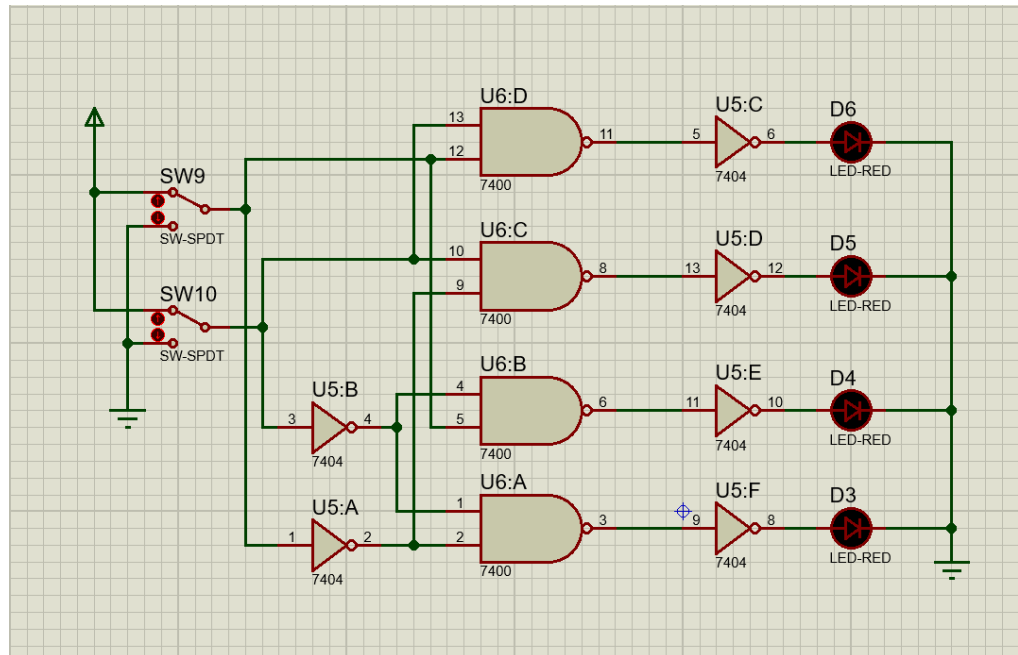 U6:D
13
12
11
7400
U5:C
5
6
7404
D6
LED-RED
SW9
SW-SPDT
U6:C
10
9
8
7400
U5:D
13
12
7404
D5
LED-RED
SW10
SW-SPDT
U5:B
3
4
7404
U6:B
4
5
6
7400
U5:E
11
10
7404
D4
LED-RED
U5:A
1
2
7404
U6:A
1
2
3
7400
U5:F
9
8
7404
D3
LED-RED